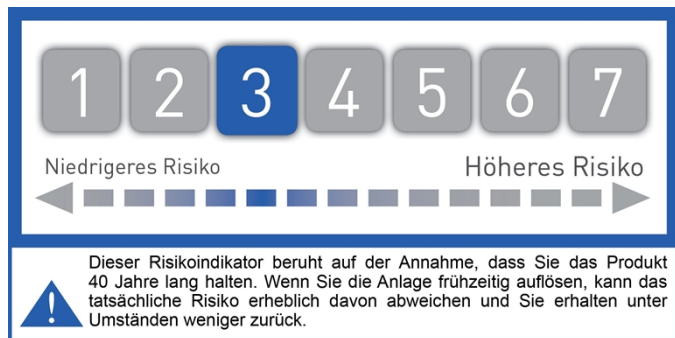 1 2 3 4 5 6 7
Niedrigeres Risiko Höheres Risiko
Dieser Risikoindikator beruht auf der Annahme, dass Sie das Produkt
40 Jahre lang halten. Wenn Sie die Anlage frühzeitig auflösen, kann das
tatsächliche Risiko erheblich davon abweichen und Sie erhalten unter
Umständen weniger zurück.